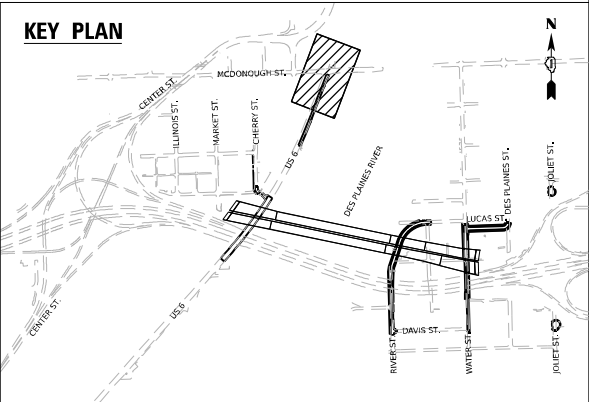 KEY PLAN
N
MCDONOUGH ST.
CENTER ST.
ILLINOIS ST.
MARKET ST.
CHERRY ST.
US 6
DES PLAINES RIVER
DES PLAINES ST.
JOLIET ST.
LUCAS ST.
CENTER ST.
US 6
DAVIS ST.
RIVER ST.
WATER ST.
JOLIET ST.